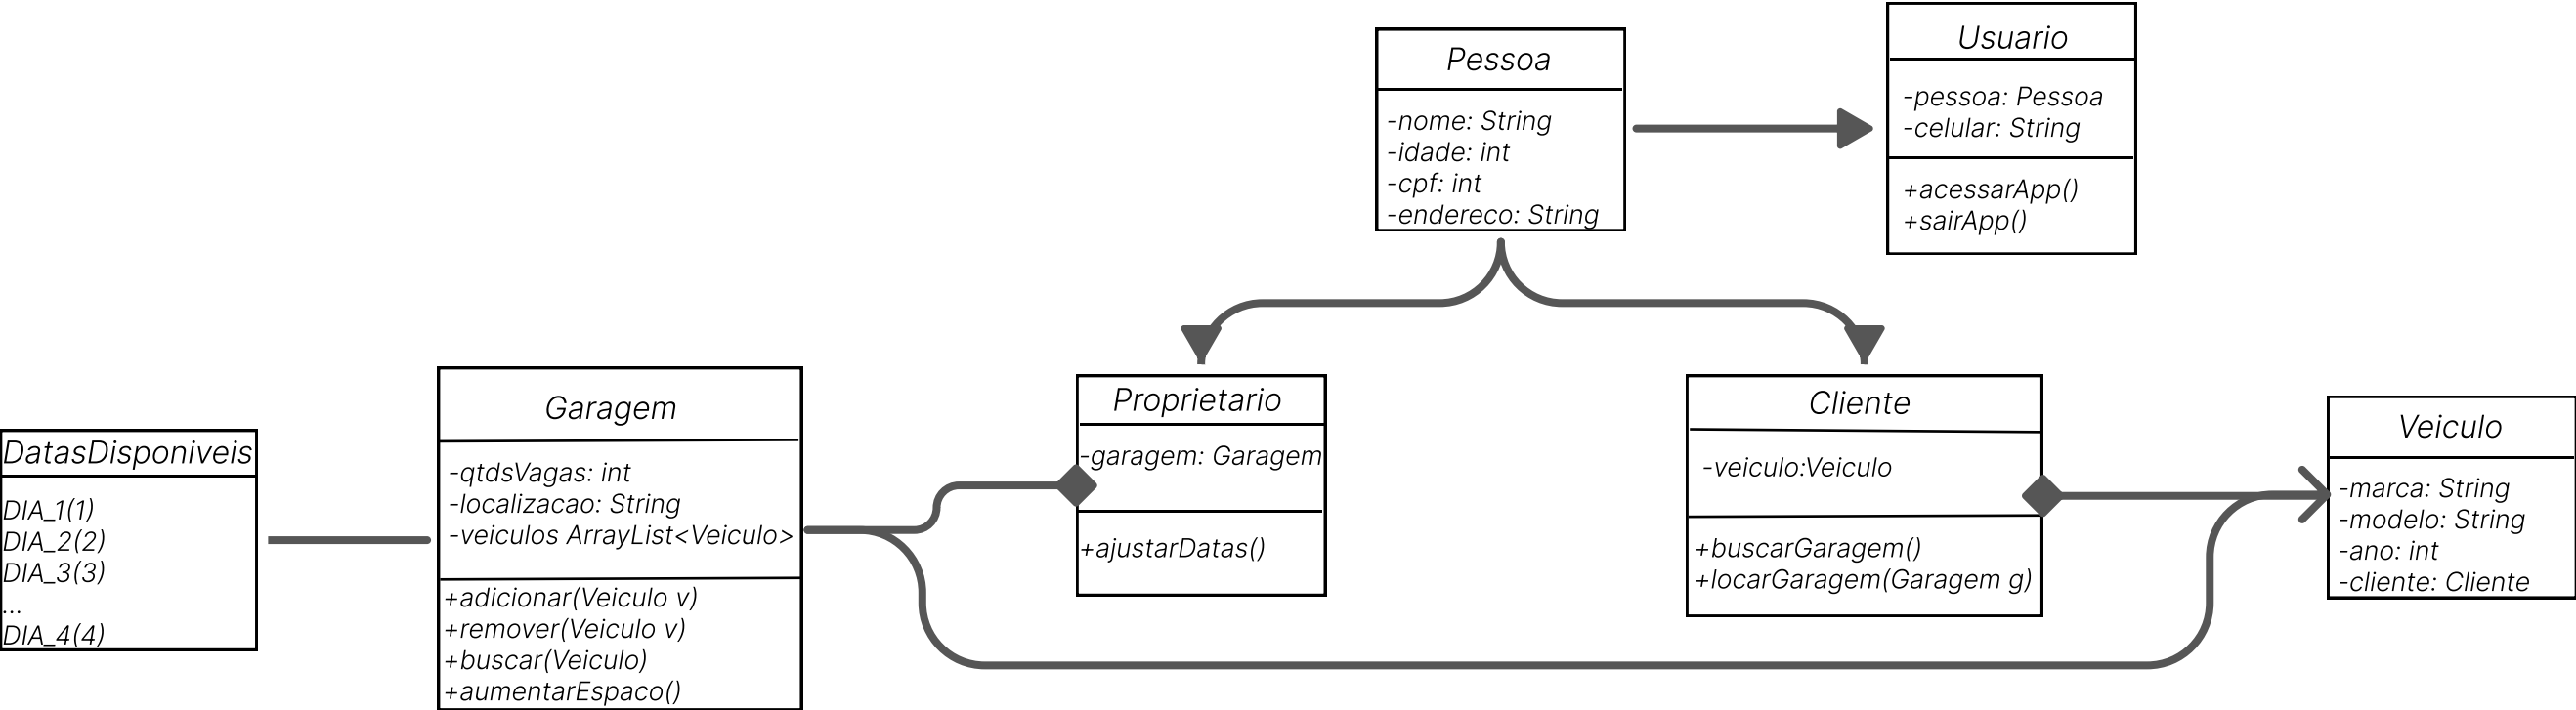 Pessoa
-nome: String
-idade: int
-cpf: int
-endereco: String
Usuario
-pessoa: Pessoa
-celular: String
+acessarApp()
+sairApp()
DatasDisponiveis
DIA_1(1)
DIA_2(2)
DIA_3(3)
...
DIA_4(4)
Garagem
-qtdsVagas: int
-localizacao: String
-veiculos ArrayList<Veiculo>
+adicionar(Veiculo v)
+remover(Veiculo v)
+buscar(Veiculo)
+aumentarEspaco()
Proprietario
-garagem: Garagem
+ajustarDatas()
Cliente
-veiculo:Veiculo
+buscarGaragem()
+locarGaragem(Garagem g)
Veiculo
-marca: String
-modelo: String
-ano: int
-cliente: Cliente